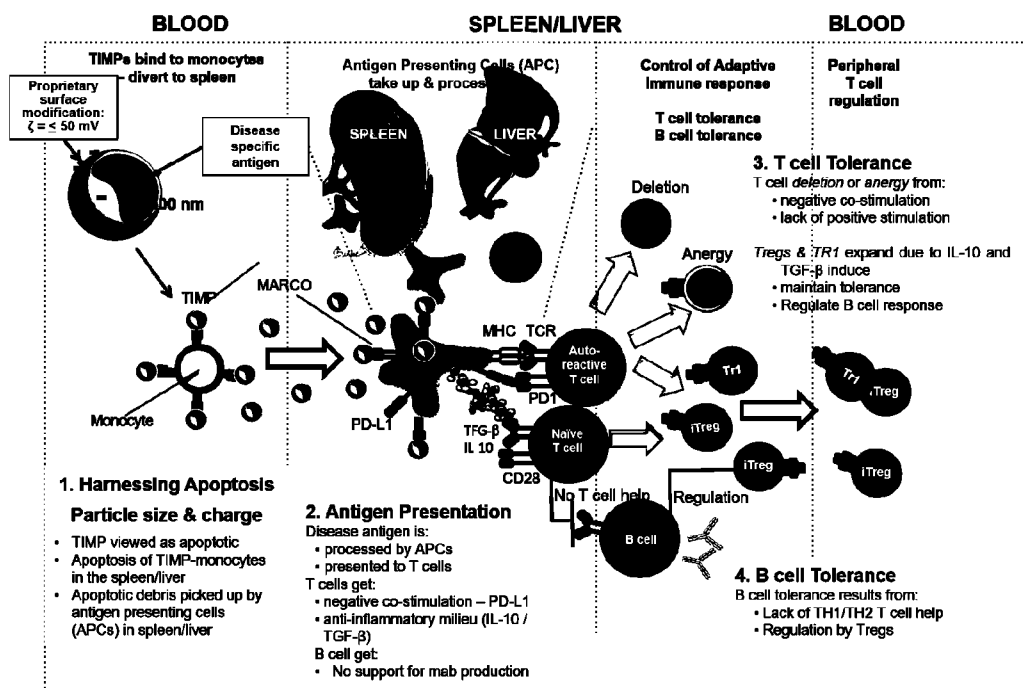 BLOOD
SPLEEN/LIVER
BLOOD
TIMPs bind to monocytes
– divert to spleen
Antigen Presenting Cells (APC)
take up &
Control of Adaptive
Immune response
T cell tolerance
B cell tolerance
Peripheral
T cell
regulation
Proprietary
surface
modification:
ζ = ≤ 50 mV
Disease
specific
antigen
-
nm
SPLEEN
LIVER
3. T cell Tolerance
T cell deletion or anergy from:
• negative co-stimulation
• lack of positive stimulation
Tregs & TR1 expand due to IL-10 and
TGF-β induce
• maintain tolerance
• Regulate B cell response
Deletion
Anergy
TIMP
MARCO
Monocyte
MHC
TCR
Auto-
reactive
T cell
PD1
PD-L1
TFG-β
IL 10
CD28
Naïve
T cell
Tr1
iTreg
Tr1
iTreg
iTreg
iTreg
No T cell help
Regulation
B cell
1. Harnessing Apoptosis
Particle size & charge
• TIMP viewed as apoptotic
• Apoptosis of TIMP-monocytes
in the spleen/liver
• Apoptotic debris picked up by
antigen presenting cells
(APCs) in spleen/liver
2. Antigen Presentation
Disease antigen is:
• processed by APCs
• presented to T cells
T cells get:
• negative co-stimulation – PD-L1
• anti-inflammatory milieu (IL-10 /
TGF-β)
B cell get:
• No support for mab production
4. B cell Tolerance
B cell tolerance results from:
• Lack of TH1/TH2 T cell help
• Regulation by Tregs